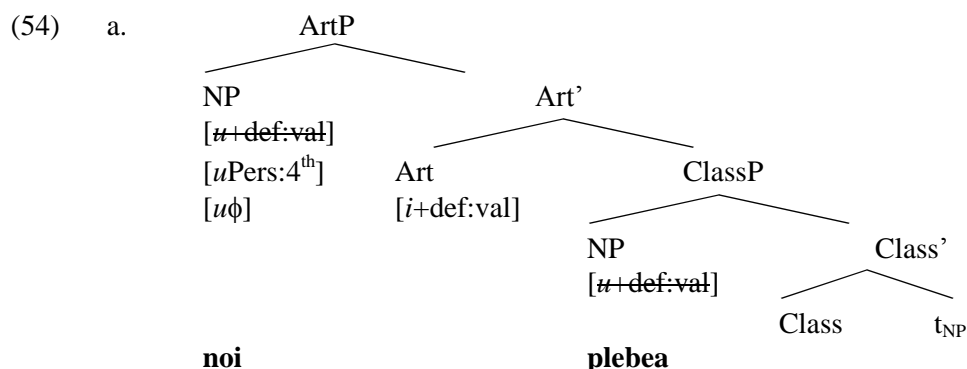 (54) a. ArtP
NP Art’
[u+def:val]
[uPers:4th] Art ClassP
[uϕ] [i+def:val]
NP Class’
[u+def:val]
Class tNP
noi plebea